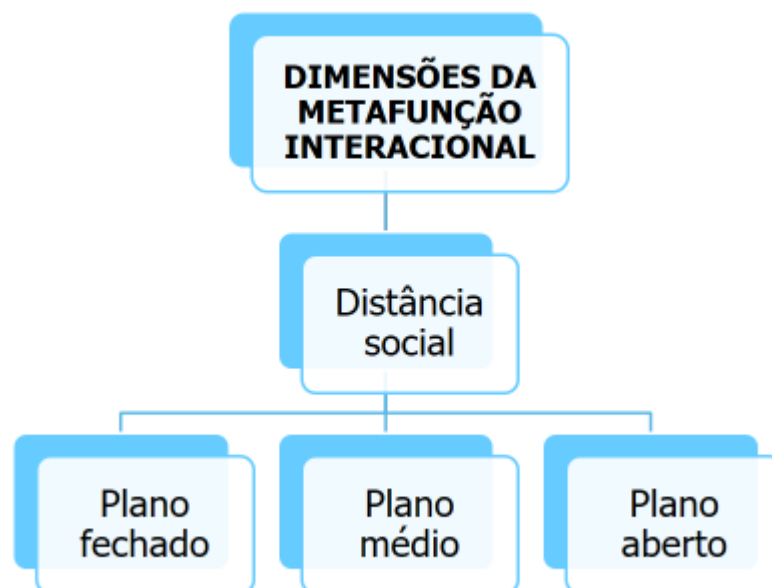 DIMENSÕES DA
METAFUNÇÃO
INTERACIONAL
Distância
social
Plano
fechado
Plano
médio
Plano
aberto